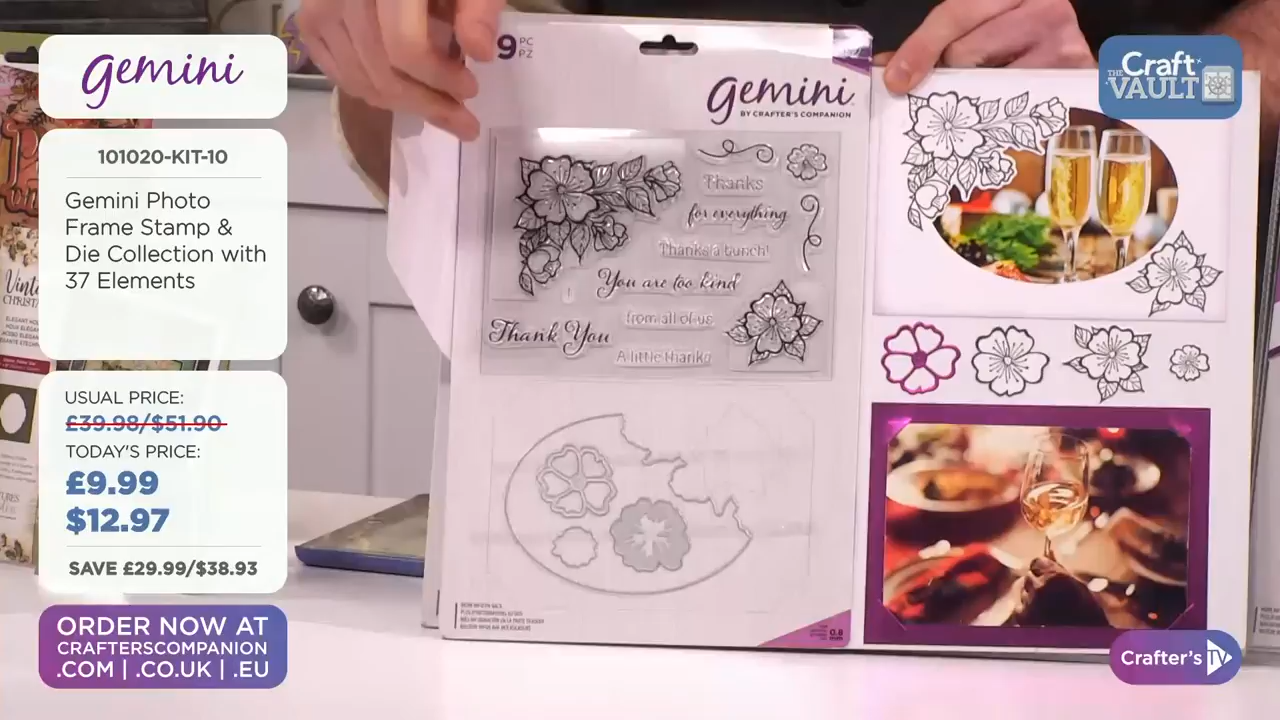 gemini
101020-KIT-10
Gemini Photo
Frame Stamp &
Die Collection with
37 Elements
USUAL PRICE:
£39.98/$51.90
TODAY'S PRICE:
£9.99
$12.97
SAVE £29.99/$38.93
ORDER NOW AT
CRAFTERSCOMPANION
.COM | .CO.UK | .EU
9 PC
PZ
gemini
BY CRAFTER'S COMPANION
Thanks
for everything
Thanks a bunch!
You are too kind
from all of us
Thank You
A little thanks
0.8
mm
THE Craft
VAULT
Crafter's TV